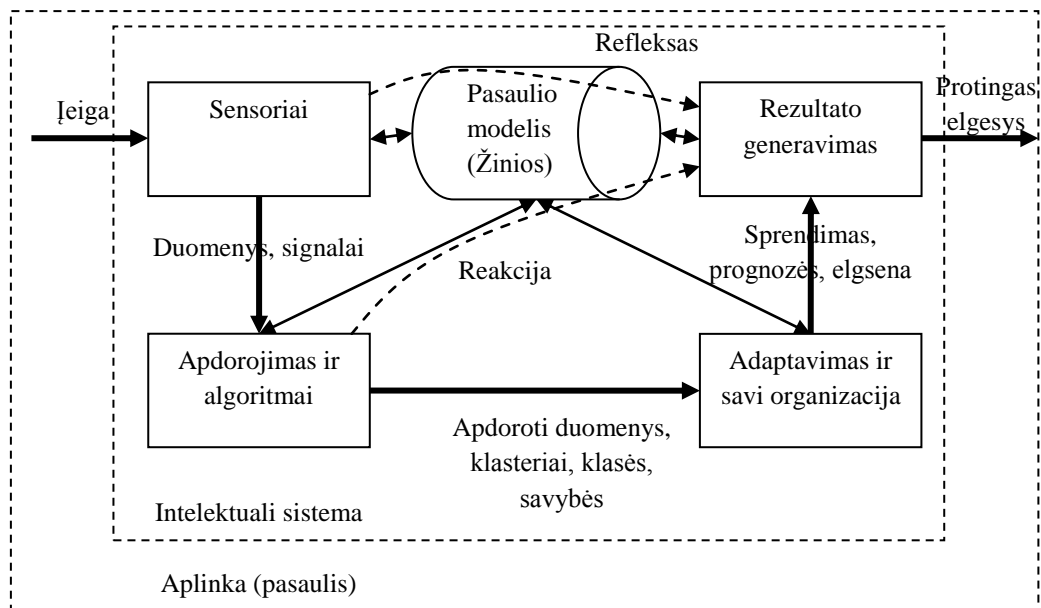 Refleksas
Įeiga
Sensoriai
Pasaulio
modelis
(Žinios)
Rezultato
generavimas
Protingas
elgesys
Duomenys, signalai
Reakcija
Sprendimas,
prognozės, elgsena
Apdorojimas ir
algoritmai
Adaptavimas ir
savi organizacija
Apdoroti duomenys,
klasteriai, klasės,
savybės
Intelektuali sistema
Aplinka (pasaulis)